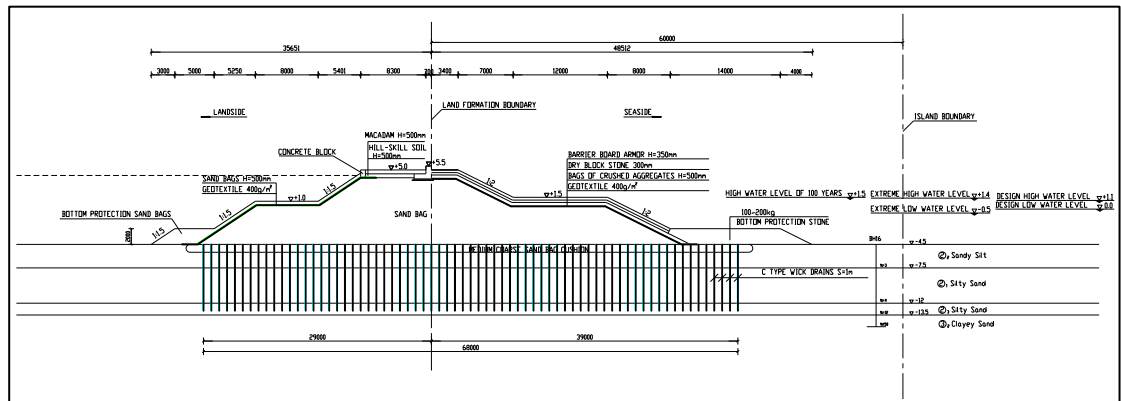 60000
35651
48512
3000
5000
5250
8000
5401
8300
3400
7000
12000
8000
14000
4000
LANDSIDE
LAND FORMATION BOUNDARY
SEASIDE
ISLAND BOUNDARY
MACADAM H=500mm
HILL-SKILL SOIL
H=500mm
+5.5
+5.0
CONCRETE BLOCK
BARRIER BOARD ARMOR H=350mm
DRY BLOCK STONE 300mm
BAGS OF CRUSHED AGGREGATES H=500mm
GEOTEXTILE 400g/m²
1:2
SAND BAGS H=500mm
GEOTEXTILE 400g/m²
1:1.5
+1.0
+1.5
HIGH WATER LEVEL OF 100 YEARS +1.5
EXTREME HIGH WATER LEVEL +1.4
DESIGN HIGH WATER LEVEL +1.1
EXTREME LOW WATER LEVEL -0.5
DESIGN LOW WATER LEVEL 0.0
BOTTOM PROTECTION SAND BAGS
1:1.5
SAND BAG
1:2
100~200kg
BOTTOM PROTECTION STONE
2000
1:1.5
MEDIUM COARSE SAND BAG CUSHION
BH16
-4.5
②₂ Sandy Silt
-7.5
C TYPE WICK DRAINS S=1m
②₁ Silty Sand
-12
②₃ Silty Sand
-13.5
③₂ Clayey Sand
29000
39000
68000